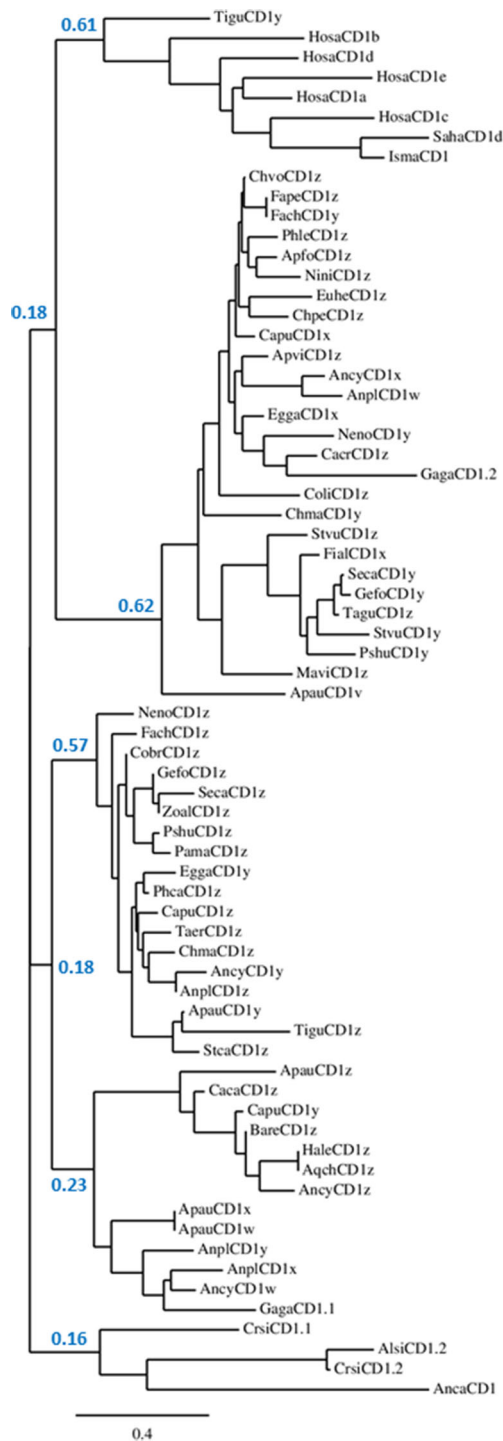 0.61
TiguCD1y
HosaCD1b
HosaCD1d
HosaCD1e
HosaCD1a
HosaCD1c
SahaCD1d
IsmaCD1
ChvoCD1z
FapeCD1z
FachCD1y
PhleCD1z
ApfoCD1z
NiniCD1z
EuheCD1z
0.18
ChpeCD1z
CapuCD1x
ApviCD1z
AncyCD1x
AnplCD1w
EggaCD1x
NenoCD1y
CacrCD1z
GagaCD1.2
ColiCD1z
ChmaCD1y
StvuCD1z
FialCD1x
SecaCD1y
GefoCD1y
0.62
TaguCD1z
StvuCD1y
PshuCD1y
MaviCD1z
ApauCD1v
NenoCD1z
FachCD1z
0.57
CobrCD1z
GefoCD1z
SecaCD1z
ZoalCD1z
PshuCD1z
PamaCD1z
EggaCD1y
PhcaCD1z
CapuCD1z
TaerCD1z
ChmaCD1z
0.18
AncyCD1y
AnplCD1z
ApauCD1y
TiguCD1z
StcaCD1z
ApauCD1z
CacaCD1z
CapuCD1y
BareCD1z
HaleCD1z
AqchCD1z
0.23
AncyCD1z
ApauCD1x
ApauCD1w
AnplCD1y
AnplCD1x
AncyCD1w
GagaCD1.1
0.16
CrsiCD1.1
AlsiCD1.2
CrsiCD1.2
AncaCD1
0.4